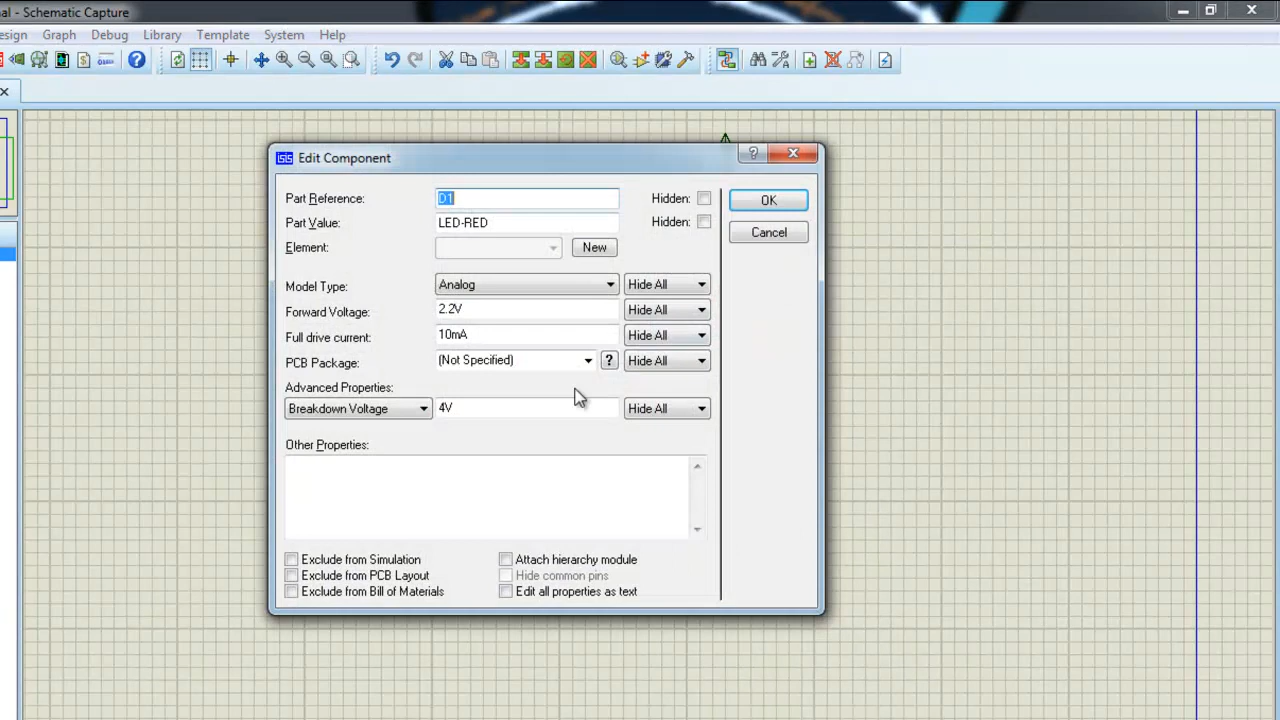 nal - Schematic Capture
esign Graph Debug Library Template System Help
ISIS Edit Component
Part Reference: D1 Hidden: OK
Part Value: LED-RED Hidden:
Cancel
Element: New
Model Type: Analog Hide All
Forward Voltage: 2.2V Hide All
Full drive current: 10mA Hide All
PCB Package: (Not Specified) ? Hide All
Advanced Properties:
Breakdown Voltage 4V Hide All
Other Properties:
Exclude from Simulation Attach hierarchy module
Exclude from PCB Layout Hide common pins
Exclude from Bill of Materials Edit all properties as text